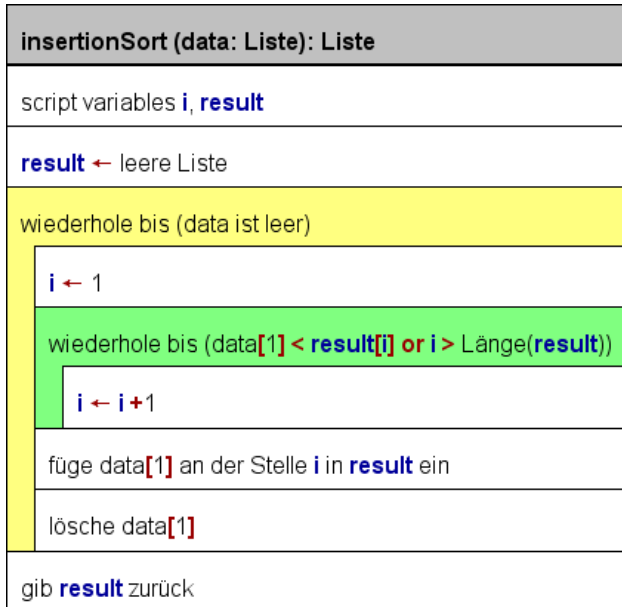 insertionSort (data: Liste): Liste
script variables i, result
result ← leere Liste
wiederhole bis (data ist leer)
i ← 1
wiederhole bis (data[1] < result[i] or i > Länge(result))
i ← i +1
füge data[1] an der Stelle i in result ein
lösche data[1]
gib result zurück